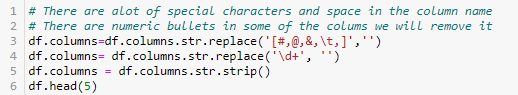 1 # There are alot of special characters and space in the column name
2 # There are numeric bullets in some of the colums we will remove it
3 df.columns=df.columns.str.replace('[#,@,&,\t,]','')
4 df.columns= df.columns.str.replace('\d+', '')
5 df.columns = df.columns.str.strip()
6 df.head(5)